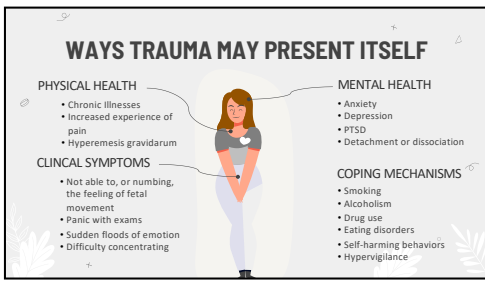 WAYS TRAUMA MAY PRESENT ITSELF
PHYSICAL HEALTH
• Chronic Illnesses
• Increased experience of
pain
• Hyperemesis gravidarum
CLINCAL SYMPTOMS
• Not able to, or numbing,
the feeling of fetal
movement
• Panic with exams
• Sudden floods of emotion
• Difficulty concentrating
MENTAL HEALTH
• Anxiety
• Depression
• PTSD
• Detachment or dissociation
COPING MECHANISMS
• Smoking
• Alcoholism
• Drug use
• Eating disorders
• Self-harming behaviors
• Hypervigilance